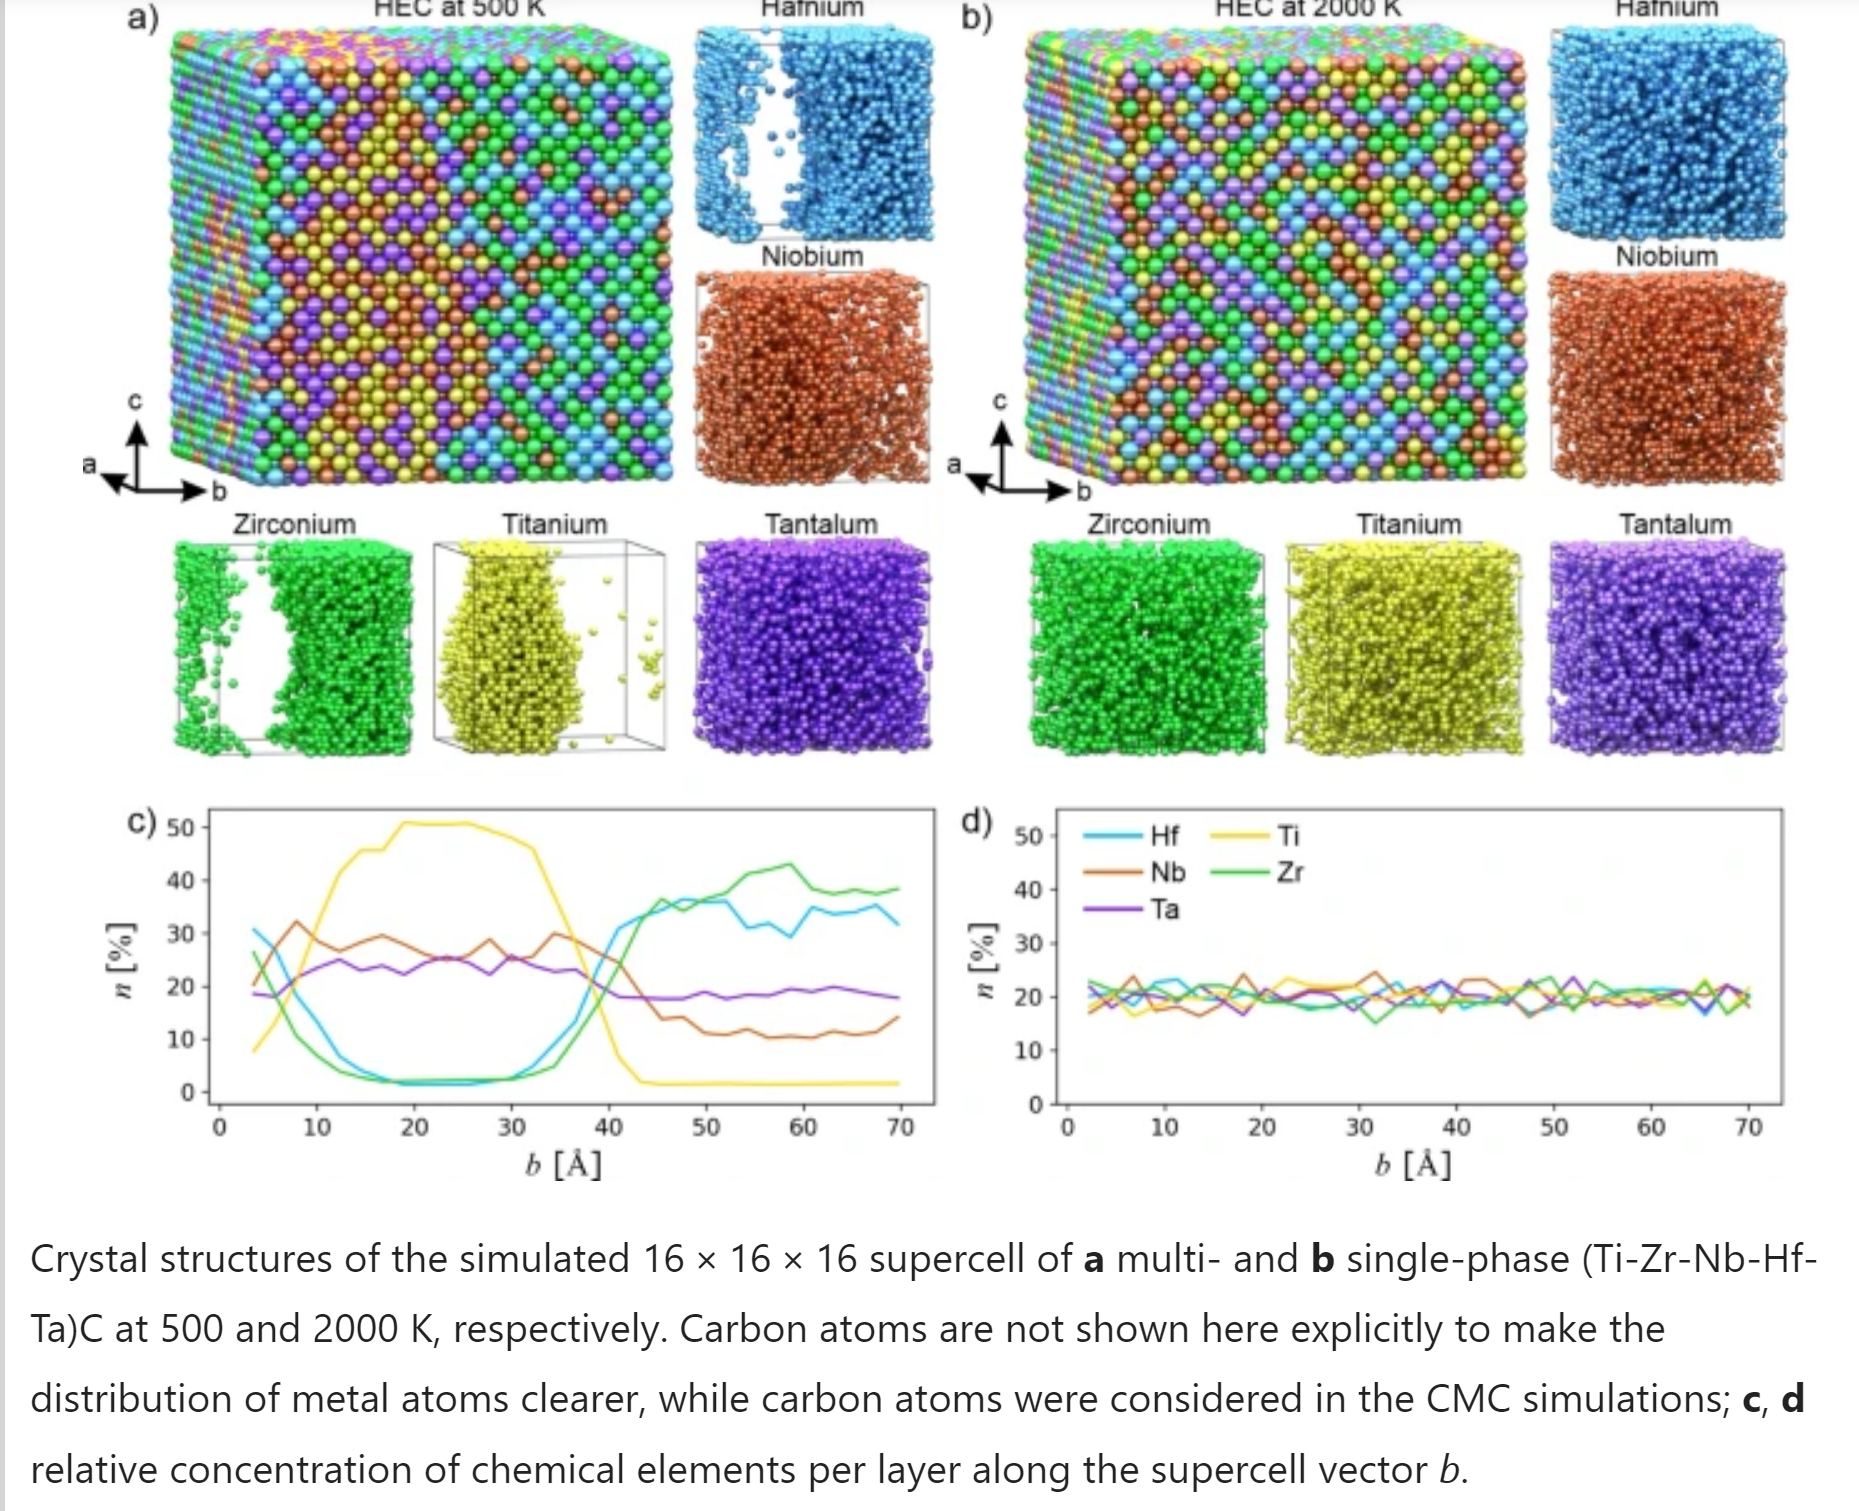 a)
HEC at 500 K
Hafnium
b)
HEC at 2000 K
Hafnium
Niobium
Niobium
c
a
b
c
a
b
Zirconium
Titanium
Tantalum
Zirconium
Titanium
Tantalum
c)
50
40
30
20
10
0
n [%]
0 10 20 30 40 50 60 70
b [Å]
d)
Hf
Ti
Nb
Zr
Ta
50
40
30
20
10
0
n [%]
0 10 20 30 40 50 60 70
b [Å]
Crystal structures of the simulated 16 × 16 × 16 supercell of a multi- and b single-phase (Ti-Zr-Nb-Hf-
Ta)C at 500 and 2000 K, respectively. Carbon atoms are not shown here explicitly to make the
distribution of metal atoms clearer, while carbon atoms were considered in the CMC simulations; c, d
relative concentration of chemical elements per layer along the supercell vector b.